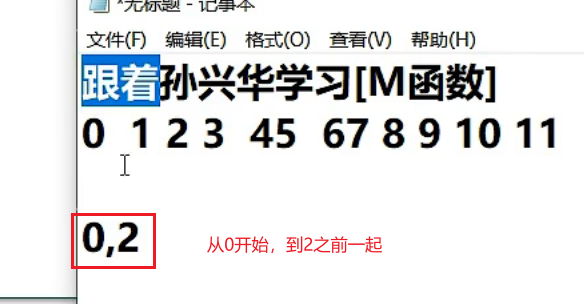 *无标题 - 记事本
文件(F) 编辑(E) 格式(O) 查看(V) 帮助(H)
跟着孙兴华学习[M函数]
0 1 2 3 45 67 8 9 10 11
0,2 从0开始，到2之前一起